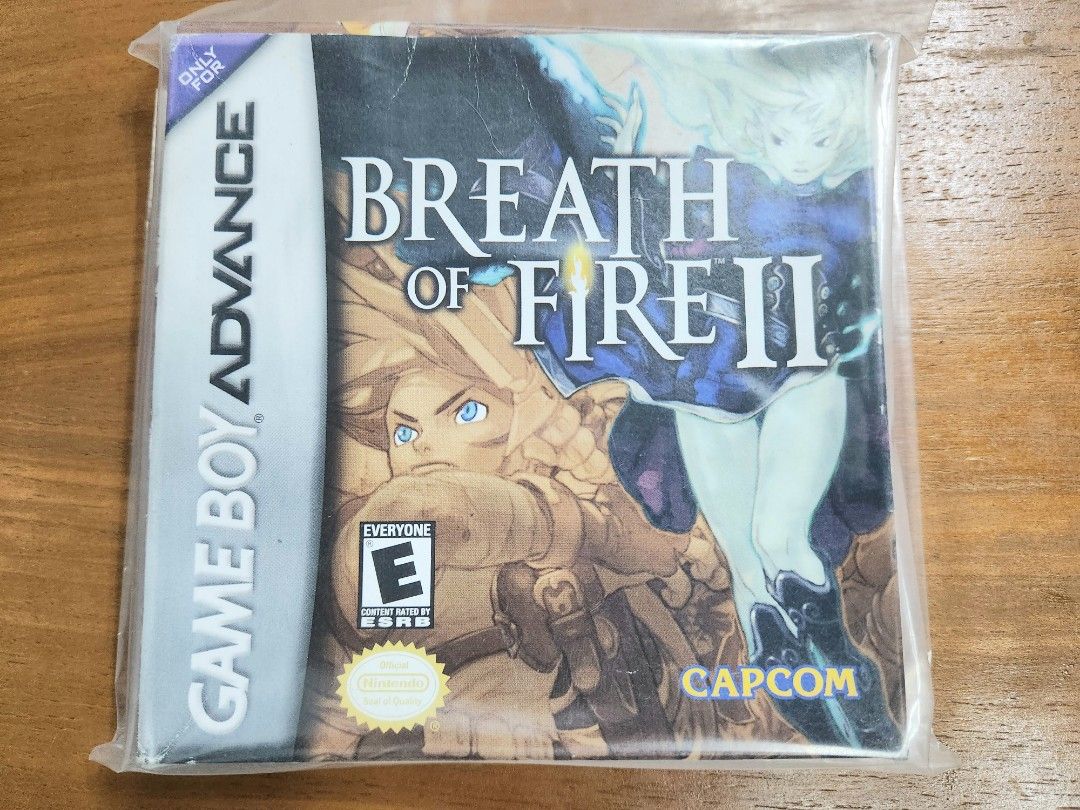 ONLY
FOR
GAME BOY® ADVANCE
BREATH
OF FIRE™ II
EVERYONE
®
E
CONTENT RATED BY
ESRB
Official
Nintendo
Seal of Quality
®
CAPCOM